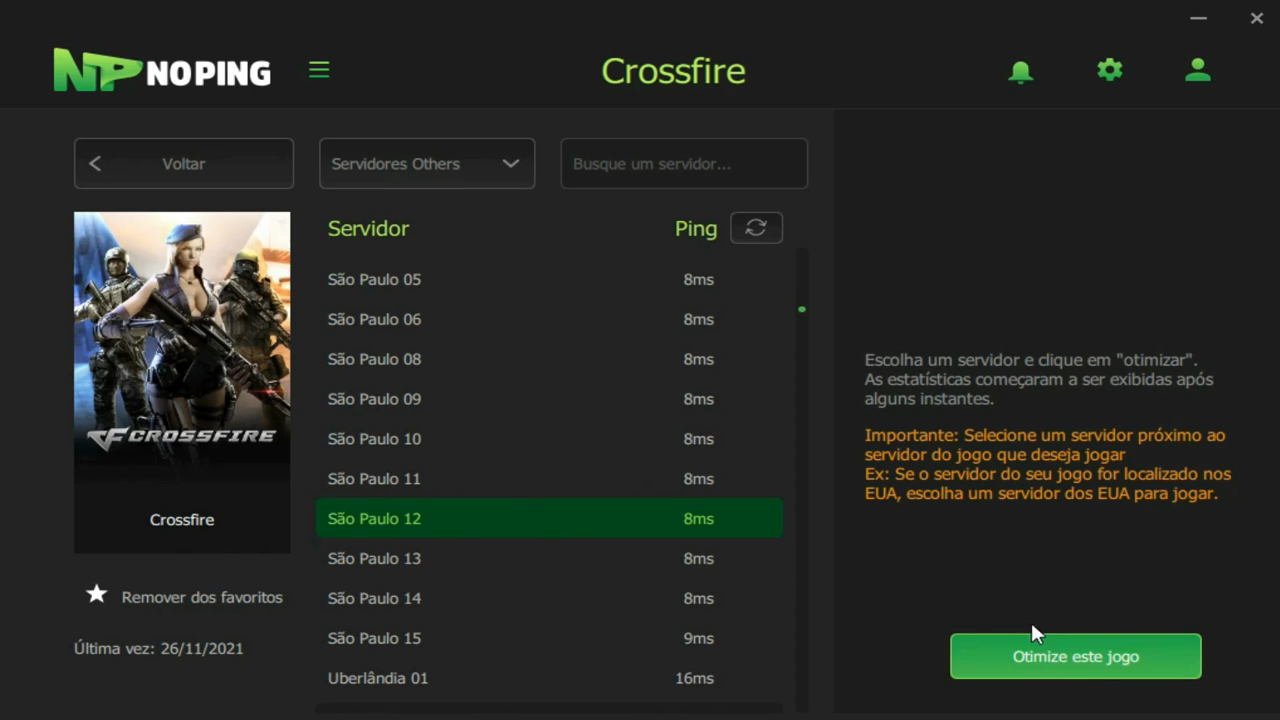 NP NOPING
Crossfire
Voltar
Servidores Others
Busque um servidor...
Servidor Ping
São Paulo 05 8ms
São Paulo 06 8ms
São Paulo 08 8ms
São Paulo 09 8ms
São Paulo 10 8ms
São Paulo 11 8ms
São Paulo 12 8ms
São Paulo 13 8ms
São Paulo 14 8ms
São Paulo 15 9ms
Uberlândia 01 16ms
CF CROSSFIRE
Crossfire
Remover dos favoritos
Última vez: 26/11/2021
Escolha um servidor e clique em "otimizar".
As estatísticas começaram a ser exibidas após
alguns instantes.
Importante: Selecione um servidor próximo ao
servidor do jogo que deseja jogar
Ex: Se o servidor do seu jogo for localizado nos
EUA, escolha um servidor dos EUA para jogar.
Otimize este jogo